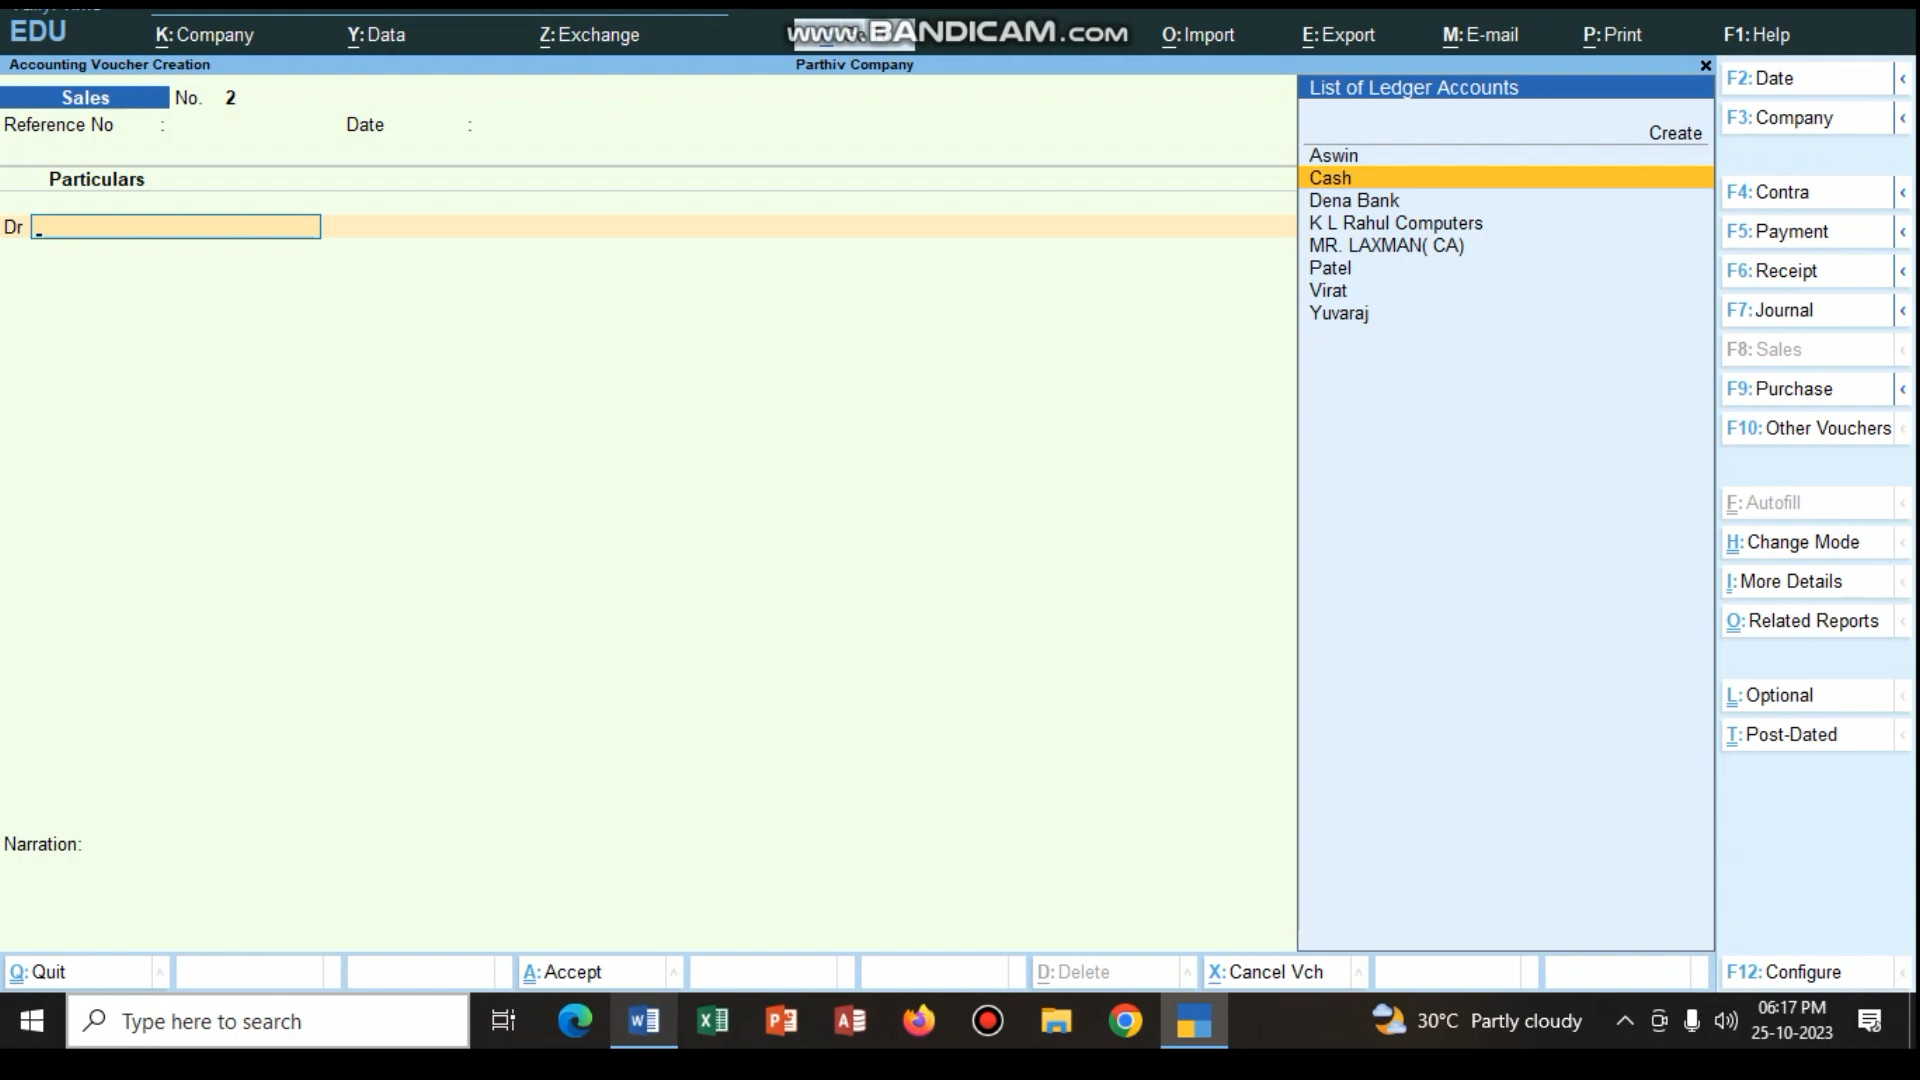 EDU
K: Company
Y: Data
Z: Exchange
www.BANDICAM.com
O: Import
E: Export
M: E-mail
P: Print
F1: Help
Accounting Voucher Creation
Parthiv Company
Sales No. 2
Reference No :
Date :
Particulars
Dr
Narration:
List of Ledger Accounts
Create
Aswin
Cash
Dena Bank
K L Rahul Computers
MR. LAXMAN( CA)
Patel
Virat
Yuvaraj
F2: Date
F3: Company
F4: Contra
F5: Payment
F6: Receipt
F7: Journal
F8: Sales
F9: Purchase
F10: Other Vouchers
F: Autofill
H: Change Mode
I: More Details
O: Related Reports
L: Optional
T: Post-Dated
F12: Configure
Q: Quit
A: Accept
D: Delete
X: Cancel Vch
Type here to search
30°C Partly cloudy
06:17 PM
25-10-2023